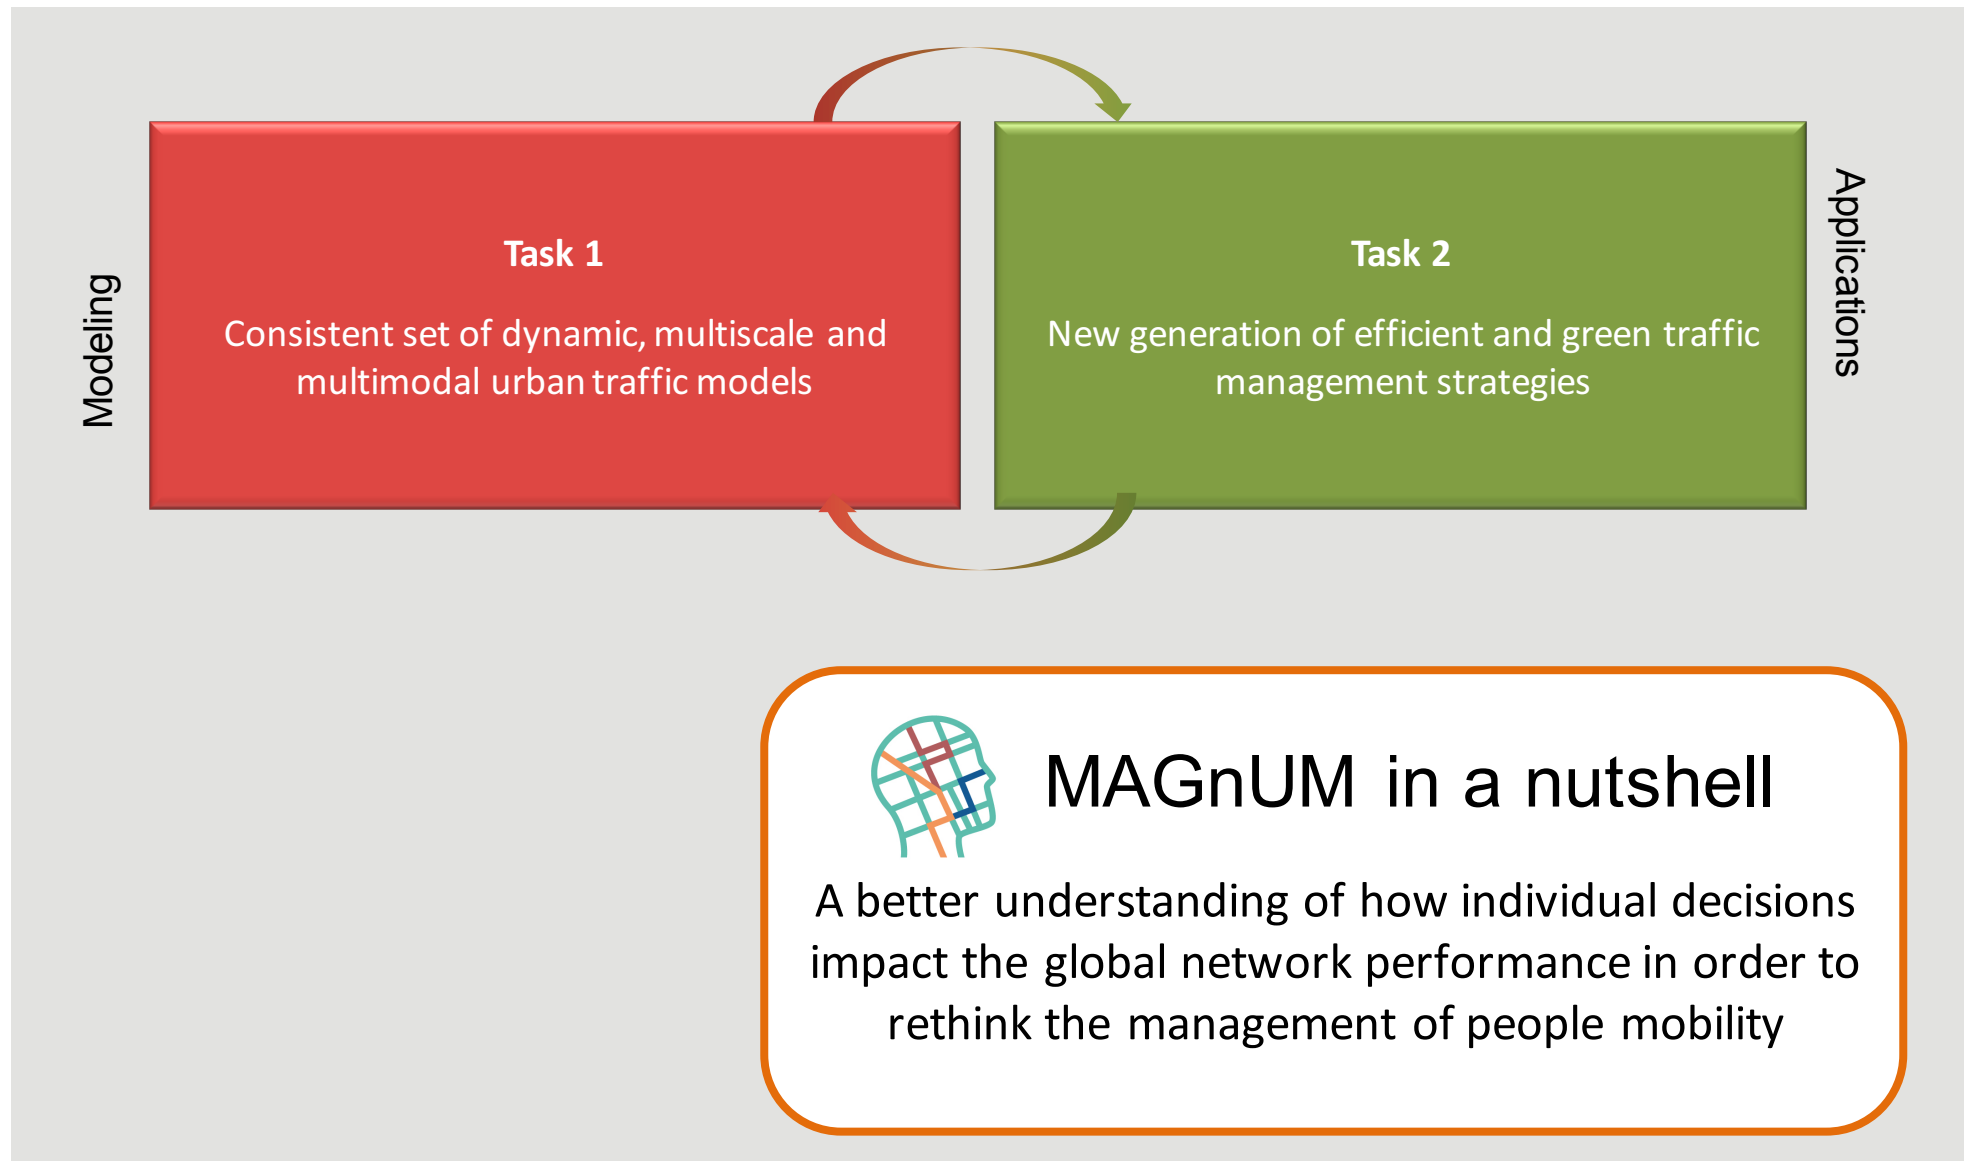 Modeling
Task 1
Consistent set of dynamic, multiscale and
multimodal urban traffic models
Task 2
New generation of efficient and green traffic
management strategies
Applications
MAGnUM in a nutshell
A better understanding of how individual decisions
impact the global network performance in order to
rethink the management of people mobility